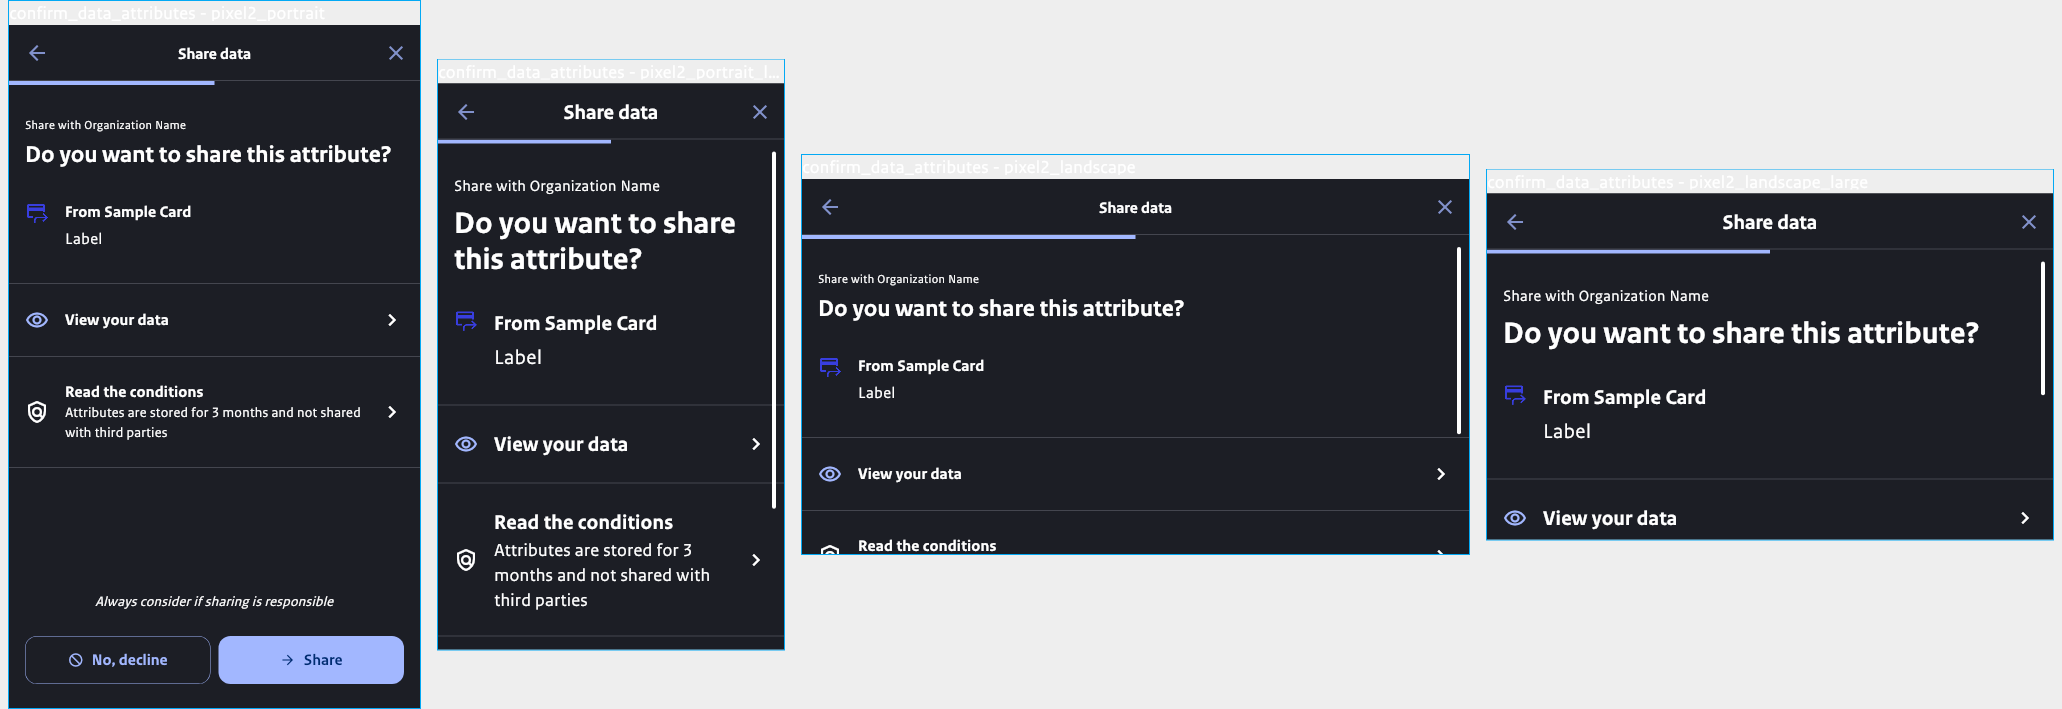 confirm_data_attributes - pixel2_portrait
Share data
Share with Organization Name
Do you want to share this attribute?
From Sample Card
Label
View your data
Read the conditions
Attributes are stored for 3 months and not shared
with third parties
Always consider if sharing is responsible
No, decline
Share
confirm_data_attributes - pixel2_portrait_l...
Share data
Share with Organization Name
Do you want to share
this attribute?
From Sample Card
Label
View your data
Read the conditions
Attributes are stored for 3
months and not shared with
third parties
confirm_data_attributes - pixel2_landscape
Share data
Share with Organization Name
Do you want to share this attribute?
From Sample Card
Label
View your data
Read the conditions
confirm_data_attributes - pixel2_landscape_large
Share data
Share with Organization Name
Do you want to share this attribute?
From Sample Card
Label
View your data